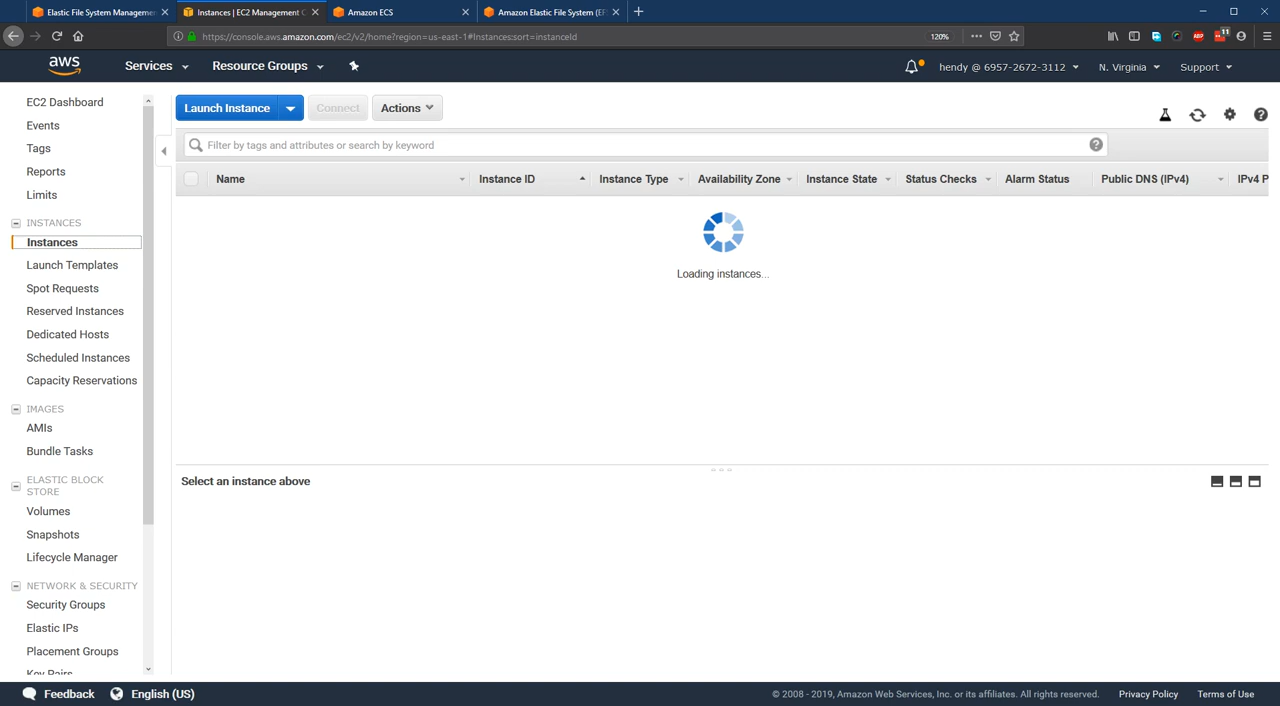 Elastic File System Manageme
Instances | EC2 Management C
Amazon ECS
Amazon Elastic File System (EF
https://console.aws.amazon.com/ec2/v2/home?region=us-east-1#Instances:sort=instanceId
120%
ABP
11
aws
Services
Resource Groups
hendy @ 6957-2672-3112
N. Virginia
Support
EC2 Dashboard
Events
Tags
Reports
Limits
INSTANCES
Instances
Launch Templates
Spot Requests
Reserved Instances
Dedicated Hosts
Scheduled Instances
Capacity Reservations
IMAGES
AMIs
Bundle Tasks
ELASTIC BLOCK
STORE
Volumes
Snapshots
Lifecycle Manager
NETWORK & SECURITY
Security Groups
Elastic IPs
Placement Groups
Key Pairs
Launch Instance
Connect
Actions
Filter by tags and attributes or search by keyword
Name
Instance ID
Instance Type
Availability Zone
Instance State
Status Checks
Alarm Status
Public DNS (IPv4)
IPv4 P
Loading instances...
Select an instance above
Feedback
English (US)
© 2008 - 2019, Amazon Web Services, Inc. or its affiliates. All rights reserved.
Privacy Policy
Terms of Use